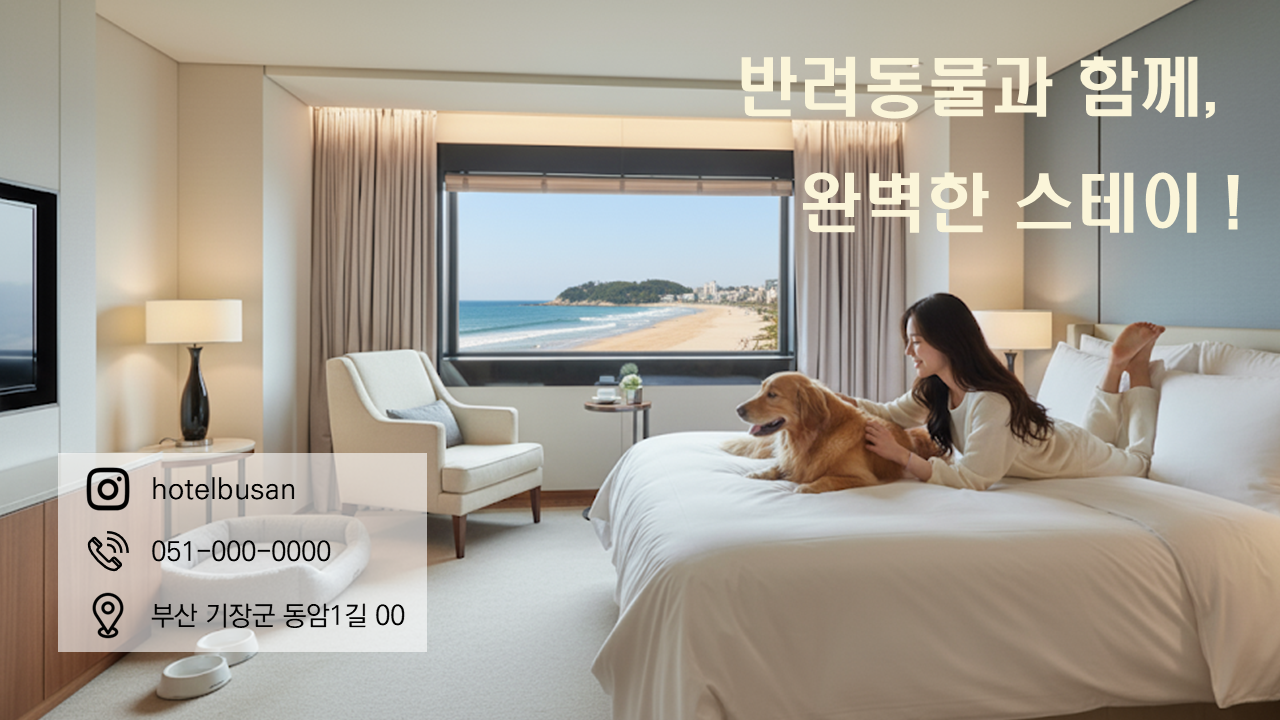 반려동물과 함께,
완벽한 스테이 !
hotelbusan
051-000-0000
부산 기장군 동암1길 00